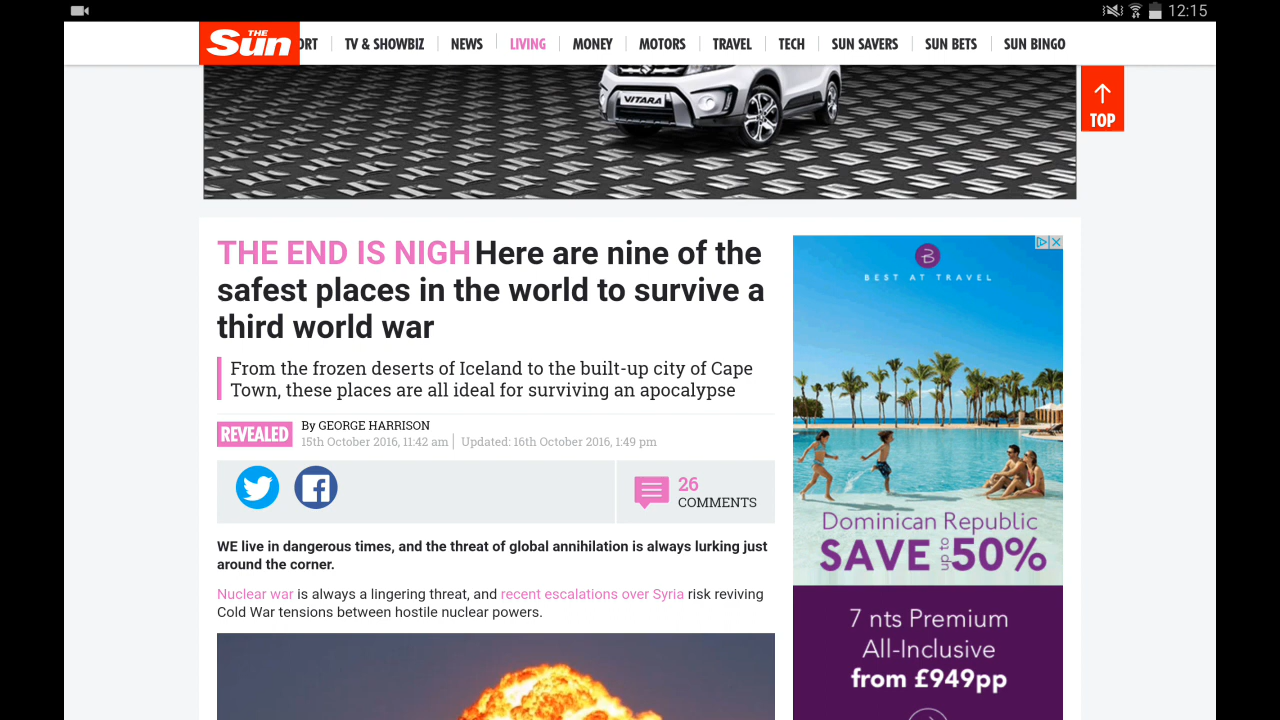 12:15
THE
Sun
ORT
TV & SHOWBIZ
NEWS
LIVING
MONEY
MOTORS
TRAVEL
TECH
SUN SAVERS
SUN BETS
SUN BINGO
VITARA
TOP
THE END IS NIGH Here are nine of the
safest places in the world to survive a
third world war
From the frozen deserts of Iceland to the built-up city of Cape
Town, these places are all ideal for surviving an apocalypse
REVEALED
By GEORGE HARRISON
15th October 2016, 11:42 am | Updated: 16th October 2016, 1:49 pm
26
COMMENTS
WE live in dangerous times, and the threat of global annihilation is always lurking just
around the corner.
Nuclear war is always a lingering threat, and recent escalations over Syria risk reviving
Cold War tensions between hostile nuclear powers.
B
BEST AT TRAVEL
Dominican Republic
SAVE up to 50%
7 nts Premium
All-Inclusive
from £949pp